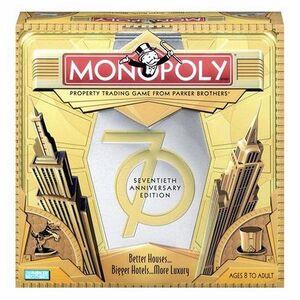 MONOPOLY
PROPERTY TRADING GAME FROM PARKER BROTHERS
70
SEVENTIETH
ANNIVERSARY
EDITION
Better Houses...
Bigger Hotels...More Luxury
AGES 8 TO ADULT